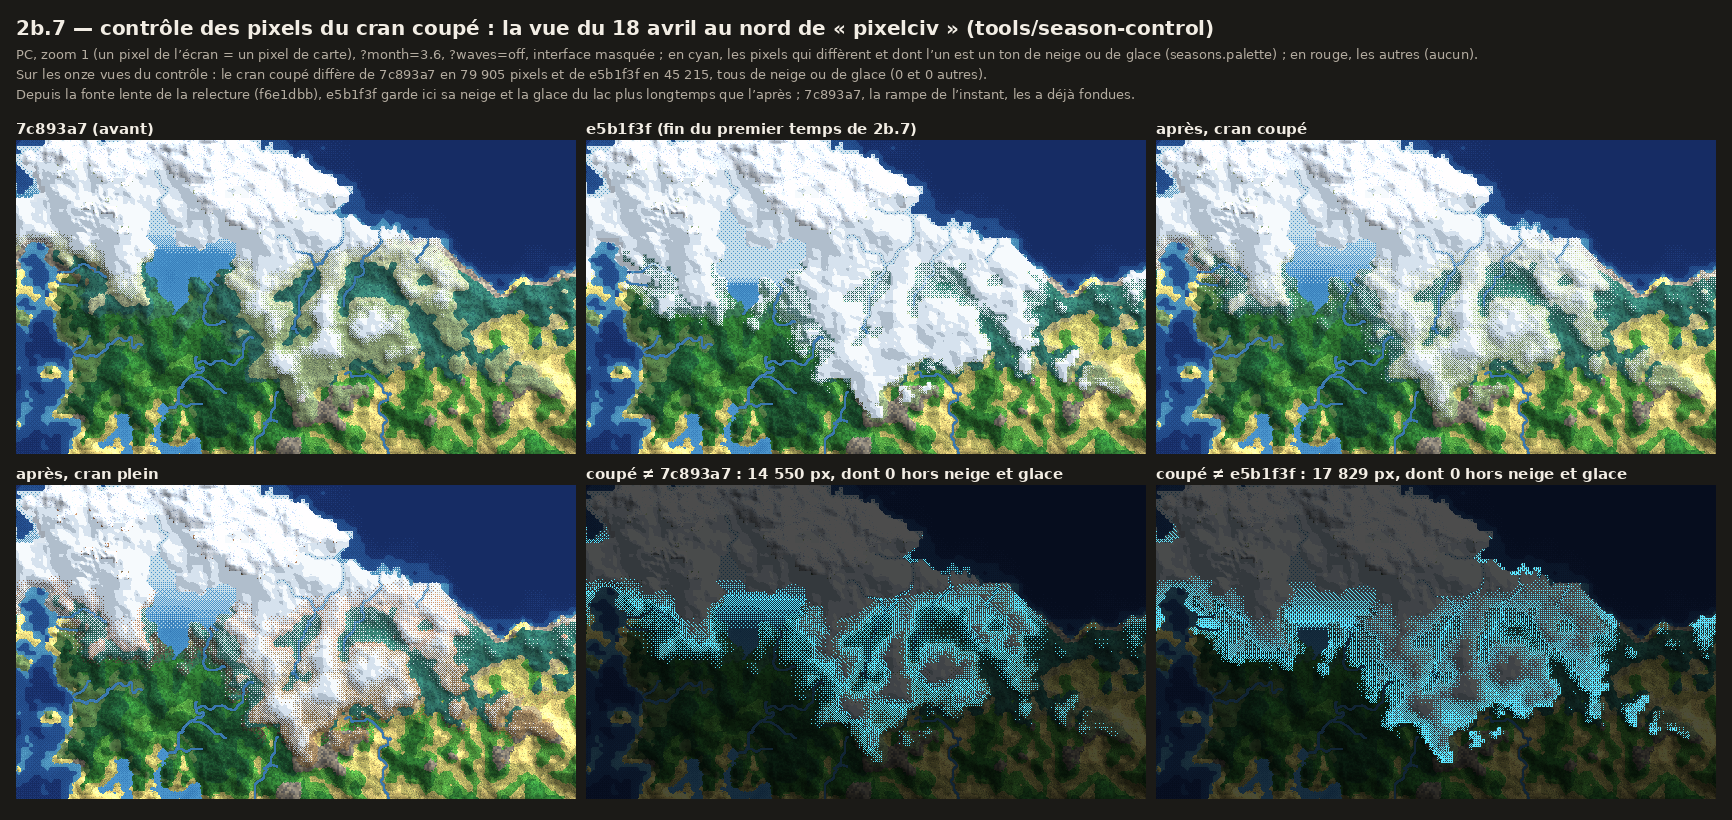 2b.7 — contrôle des pixels du cran coupé : la vue du 18 avril au nord de « pixelciv » (tools/season-control)
PC, zoom 1 (un pixel de l’écran = un pixel de carte), ?month=3.6, ?waves=off, interface masquée ; en cyan, les pixels qui diffèrent et dont l’un est un ton de neige ou de glace (seasons.palette) ; en rouge, les autres (aucun).
Sur les onze vues du contrôle : le cran coupé diffère de 7c893a7 en 79 905 pixels et de e5b1f3f en 45 215, tous de neige ou de glace (0 et 0 autres).
Depuis la fonte lente de la relecture (f6e1dbb), e5b1f3f garde ici sa neige et la glace du lac plus longtemps que l’après ; 7c893a7, la rampe de l’instant, les a déjà fondues.
7c893a7 (avant)
e5b1f3f (fin du premier temps de 2b.7)
après, cran coupé
après, cran plein
coupé ≠ 7c893a7 : 14 550 px, dont 0 hors neige et glace
coupé ≠ e5b1f3f : 17 829 px, dont 0 hors neige et glace